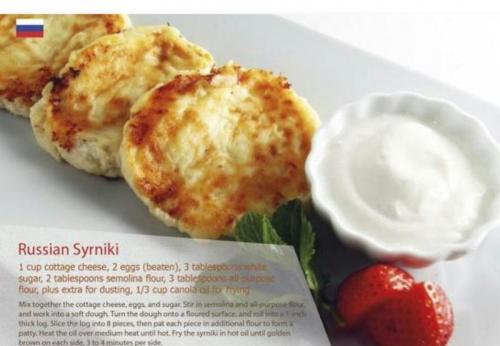 Russian Syrniki
1 cup cottage cheese, 2 eggs (beaten), 3 tablespoons white
sugar, 2 tablespoons semolina flour, 3 tablespoons all-purpose
flour, plus extra for dusting, 1/3 cup canola oil for frying
Mix together the cottage cheese, eggs, and sugar. Stir in semolina and all-purpose flour,
and work into a soft dough. Turn the dough onto a floured surface, and roll into a 1-inch
thick log. Slice the log into 8 pieces, then pat each piece in additional flour to form a
patty. Heat the oil over medium heat until hot. Fry the syrniki in hot oil until golden
brown on each side, 3 to 4 minutes per side.